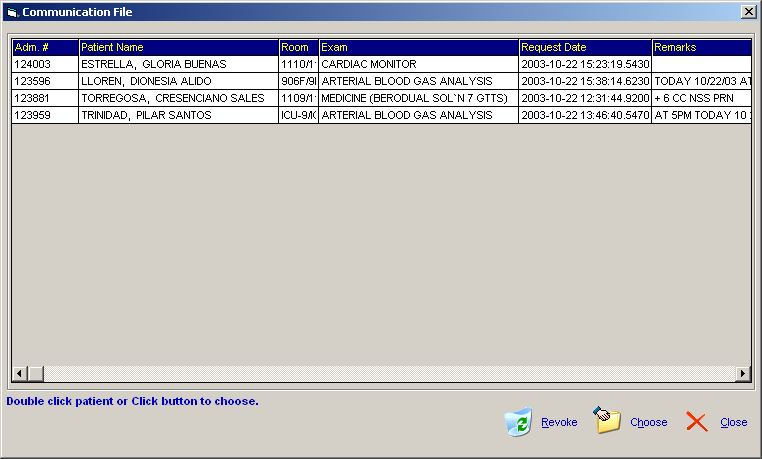 Communication File
Adm. # Patient Name Room Exam Request Date Remarks
124003 ESTRELLA, GLORIA BUENAS 1110/1 CARDIAC MONITOR 2003-10-22 15:23:19.5430
123596 LLOREN, DIONESIA ALIDO 906F/9 ARTERIAL BLOOD GAS ANALYSIS 2003-10-22 15:38:14.6230 TODAY 10/22/03 AT
123881 TORREGOSA, CRESENCIANO SALES 1109/1 MEDICINE (BERODUAL SOL`N 7 GTTS) 2003-10-22 12:31:44.9200 + 6 CC NSS PRN
123959 TRINIDAD, PILAR SANTOS ICU-9/ ARTERIAL BLOOD GAS ANALYSIS 2003-10-22 13:46:40.5470 AT 5PM TODAY 10
Double click patient or Click button to choose.
Revoke Choose Close